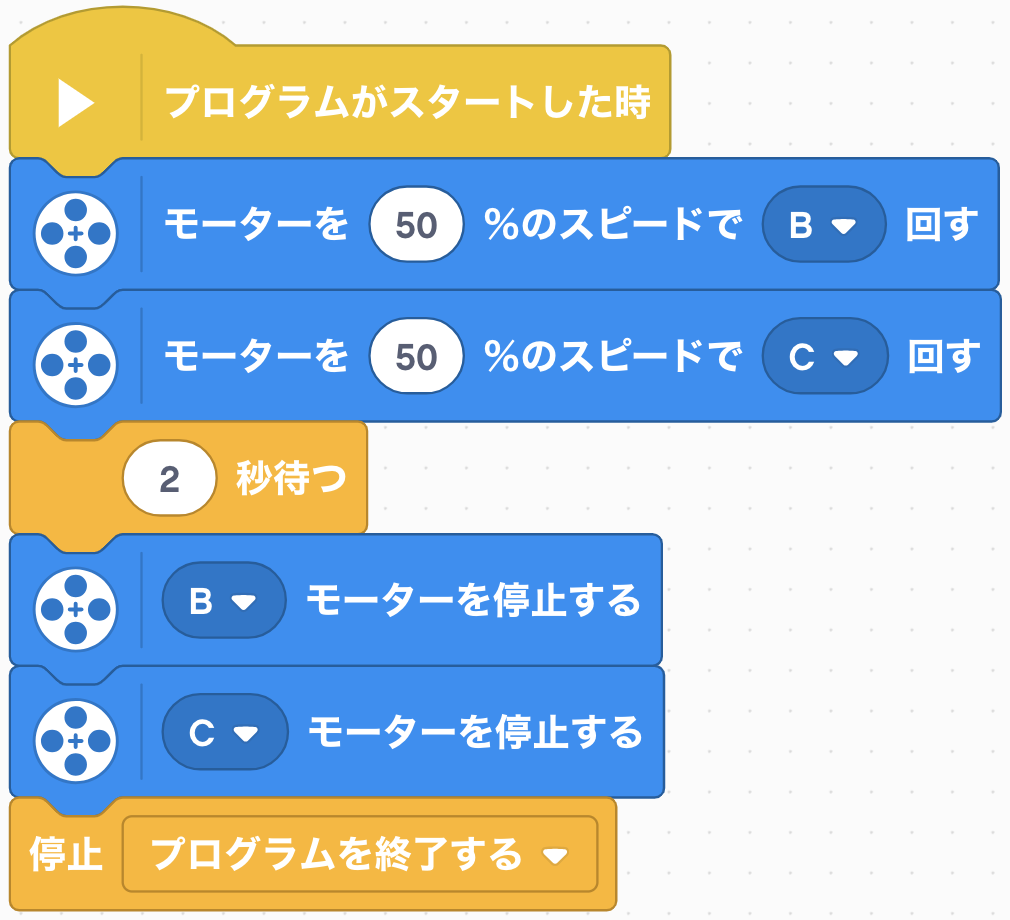 プログラムがスタートした時
モーターを 50 %のスピードで B 回す
モーターを 50 %のスピードで C 回す
2 秒待つ
B モーターを停止する
C モーターを停止する
停止 プログラムを終了する